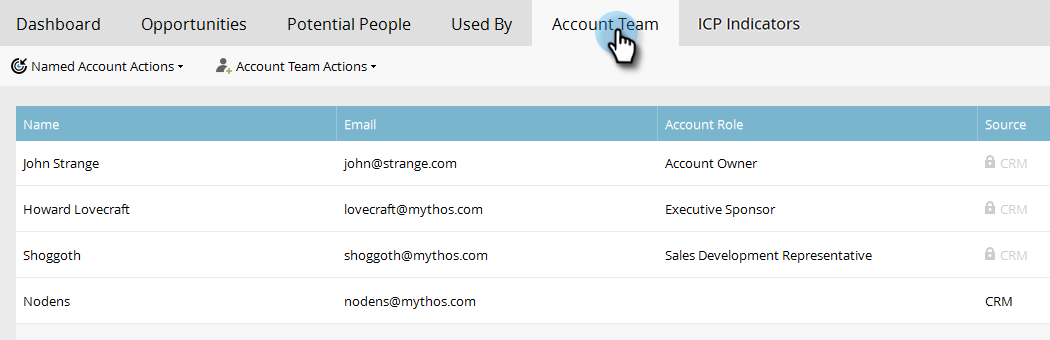 Dashboard Opportunities Potential People Used By Account Team ICP Indicators
Named Account Actions Account Team Actions
Name Email Account Role Source
John Strange john@strange.com Account Owner CRM
Howard Lovecraft lovecraft@mythos.com Executive Sponsor CRM
Shoggoth shoggoth@mythos.com Sales Development Representative CRM
Nodens nodens@mythos.com CRM